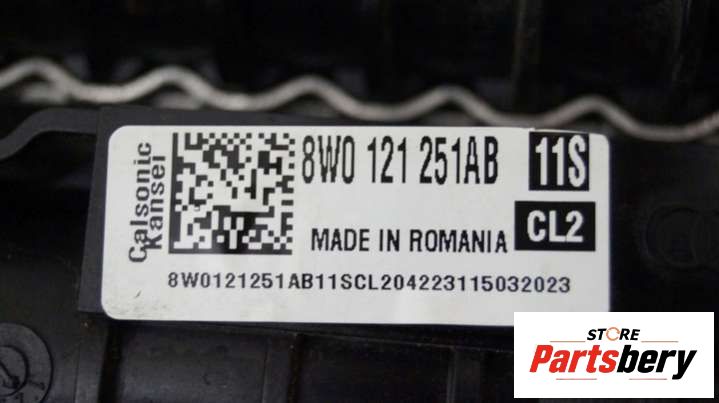 Calsonic
Kansei
8W0 121 251AB
11S
MADE IN ROMANIA
CL2
8W0121251AB11SCL204223115032023
STORE
Partsbery